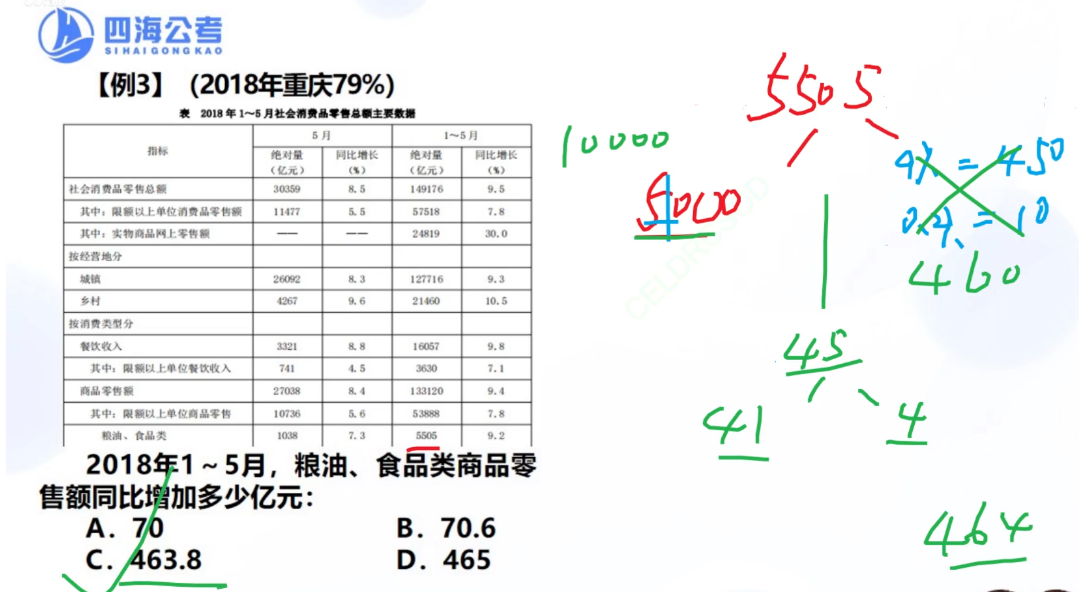 四海公考
SIHAIGONGKAO
【例3】（2018年重庆79%）
表 2018年1～5月社会消费品零售总额主要数据
指标 5月 1～5月
绝对量（亿元） 同比增长（%） 绝对量（亿元） 同比增长（%）
社会消费品零售总额 30359 8.5 149176 9.5
其中：限额以上单位消费品零售额 11477 5.5 57518 7.8
其中：实物商品网上零售额 —— —— 24819 30.0
按经营地分
城镇 26092 8.3 127716 9.3
乡村 4267 9.6 21460 10.5
按消费类型分
餐饮收入 3321 8.8 16057 9.8
其中：限额以上单位餐饮收入 741 4.5 3630 7.1
商品零售额 27038 8.4 133120 9.4
其中：限额以上单位商品零售 10736 5.6 53888 7.8
粮油、食品类 1038 7.3 5505 9.2
2018年1～5月，粮油、食品类商品零
售额同比增加多少亿元：
A．70 B．70.6
C．463.8 D．465
5505
10000
5000
9% = 450
0.2% = 10
460
45
41 4
464